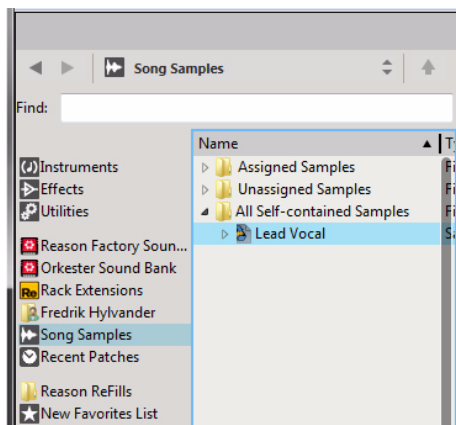 Song Samples
Find:
Name
Assigned Samples
Unassigned Samples
All Self-contained Samples
Lead Vocal
Instruments
Effects
Utilities
Reason Factory Soun...
Orkester Sound Bank
Re Rack Extensions
Fredrik Hylvander
Song Samples
Recent Patches
Reason ReFills
New Favorites List